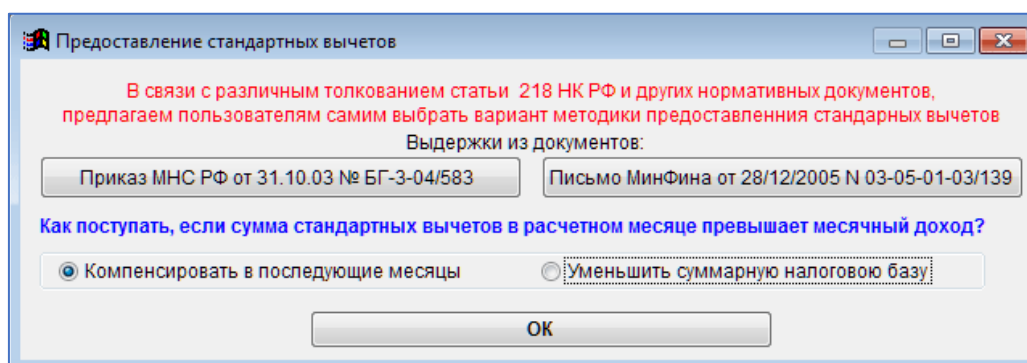 Предоставление стандартных вычетов
В связи с различным толкованием статьи 218 НК РФ и других нормативных документов,
предлагаем пользователям самим выбрать вариант методики предоставленния стандарных вычетов
Выдержки из документов:
Приказ МНС РФ от 31.10.03 № БГ-3-04/583 Письмо МинФина от 28/12/2005 N 03-05-01-03/139
Как поступать, если сумма стандартных вычетов в расчетном месяце превышает месячный доход?
Компенсировать в последующие месяцы Уменьшить суммарную налоговою базу
ОК